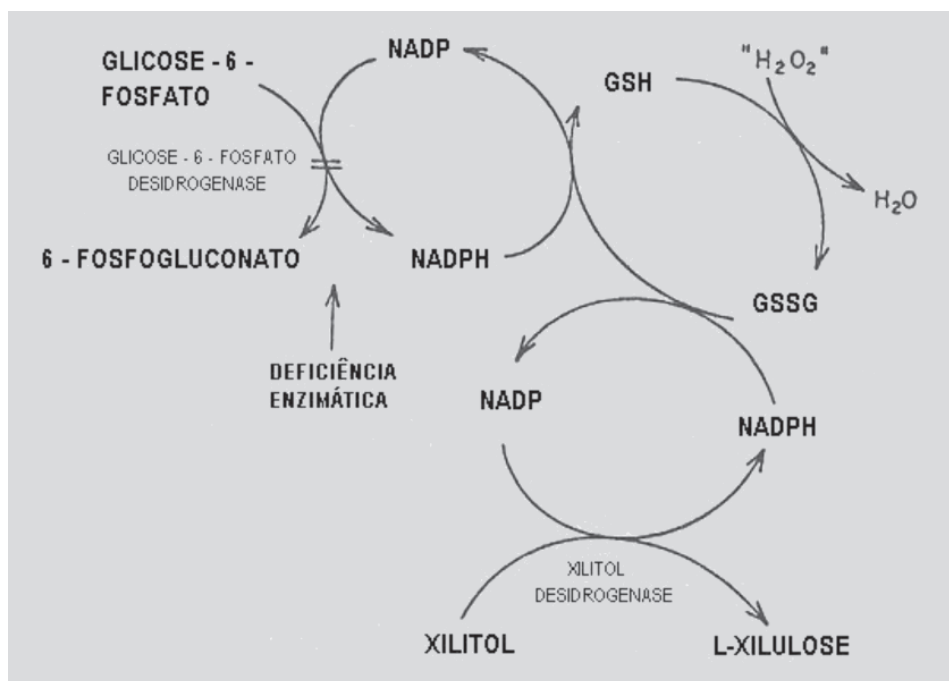 GLICOSE - 6 -
FOSFATO
NADP
GSH
"H₂O₂"
GLICOSE - 6 - FOSFATO
DESIDROGENASE
H₂O
6 - FOSFOGLUCONATO
NADPH
GSSG
DEFICIÊNCIA
ENZIMÁTICA
NADP
NADPH
XILITOL
DESIDROGENASE
XILITOL
L-XILULOSE